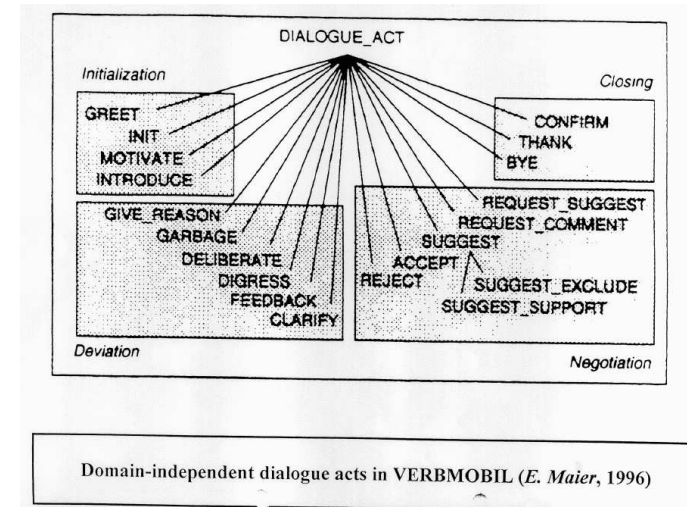 DIALOGUE_ACT
Initialization
Closing
GREET
INIT
MOTIVATE
INTRODUCE
CONFIRM
THANK
BYE
GIVE_REASON
GARBAGE
DELIBERATE
DIGRESS
FEEDBACK
CLARIFY
REQUEST_SUGGEST
REQUEST_COMMENT
SUGGEST
ACCEPT
REJECT
SUGGEST_EXCLUDE
SUGGEST_SUPPORT
Deviation
Negotiation
Domain-independent dialogue acts in VERBMOBIL (E. Maier, 1996)